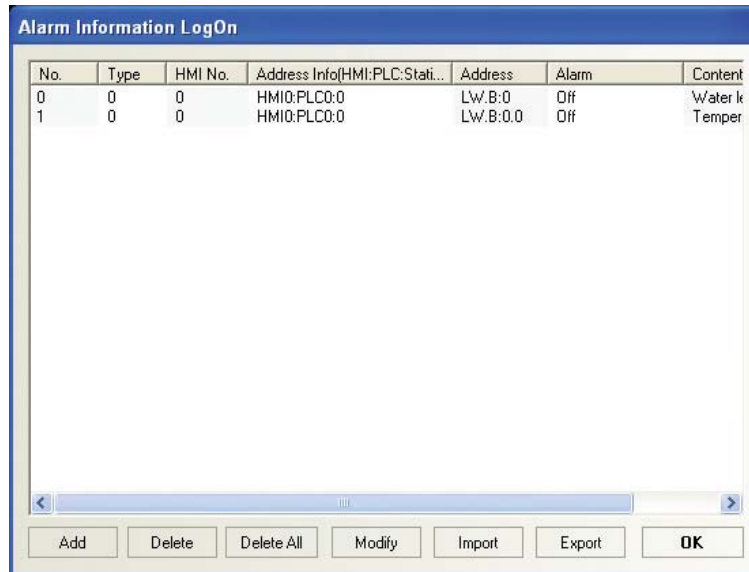 Alarm Information LogOn
No. Type HMI No. Address Info(HMI:PLC:Stati... Address Alarm Content
0 0 0 HMI0:PLC0:0 LW.B:0 Off Water le
1 0 0 HMI0:PLC0:0 LW.B:0.0 Off Temper
Add Delete Delete All Modify Import Export OK